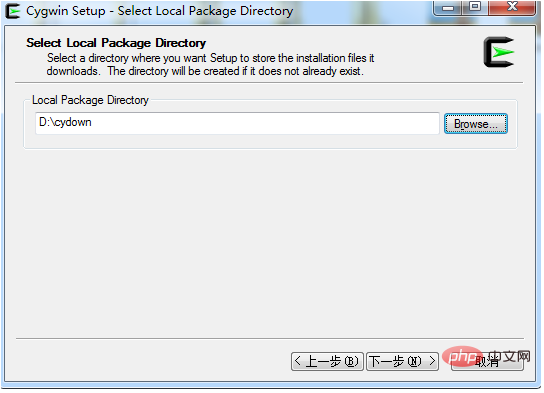 Cygwin Setup - Select Local Package Directory
Select Local Package Directory
Select a directory where you want Setup to store the installation files it
downloads. The directory will be created if it does not already exist.
Local Package Directory
D:\cydown
Browse...
< 上一步(B)
下一步(N) >
取消
php 中文网